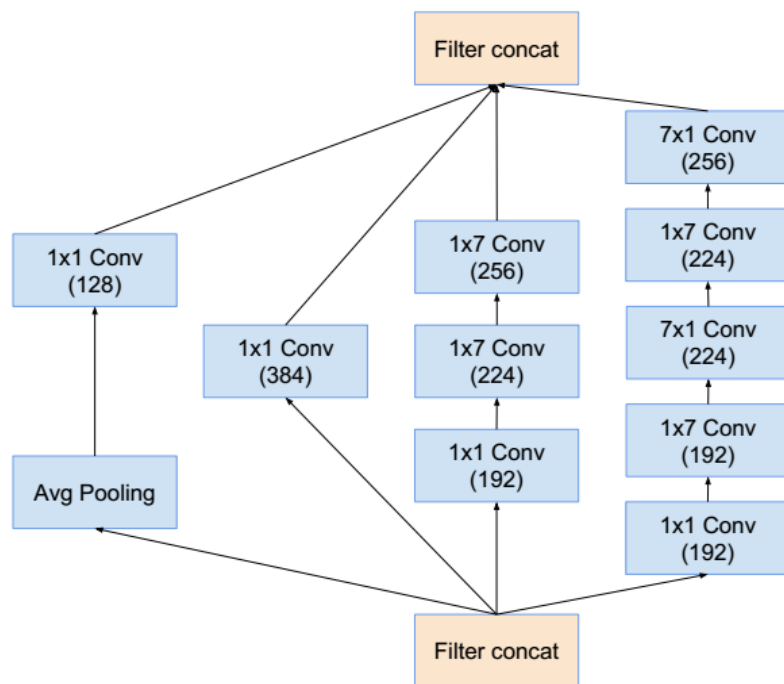 Filter concat
7x1 Conv
(256)
1x7 Conv
(224)
1x1 Conv
(128)
1x7 Conv
(256)
7x1 Conv
(224)
1x1 Conv
(384)
1x7 Conv
(224)
1x7 Conv
(192)
1x1 Conv
(192)
Avg Pooling
1x1 Conv
(192)
Filter concat